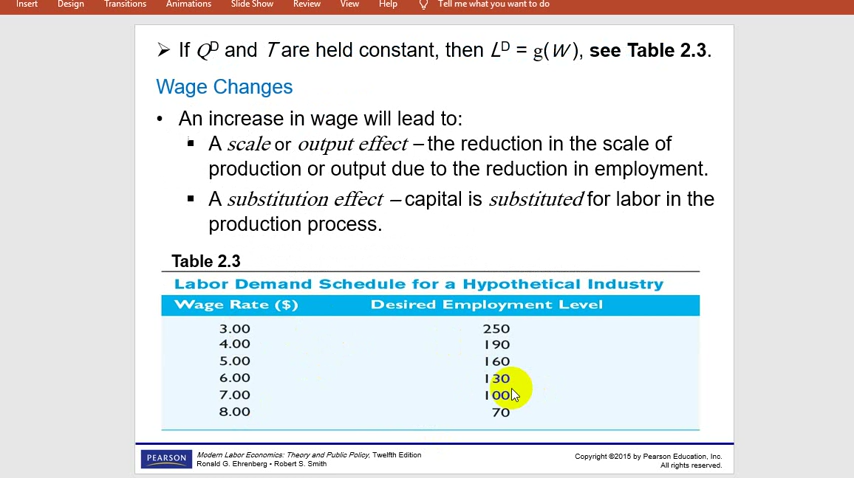 Insert Design Transitions Animations Slide Show Review View Help Tell me what you want to do
➢ If Qᴰ and T are held constant, then Lᴰ = g(W), see Table 2.3.
Wage Changes
• An increase in wage will lead to:
▪ A scale or output effect – the reduction in the scale of
production or output due to the reduction in employment.
▪ A substitution effect – capital is substituted for labor in the
production process.
Table 2.3
Labor Demand Schedule for a Hypothetical Industry
Wage Rate ($) Desired Employment Level
3.00 250
4.00 190
5.00 160
6.00 130
7.00 100
8.00 70
PEARSON
Modern Labor Economics: Theory and Public Policy, Twelfth Edition
Ronald G. Ehrenberg • Robert S. Smith
Copyright ©2015 by Pearson Education, Inc.
All rights reserved.